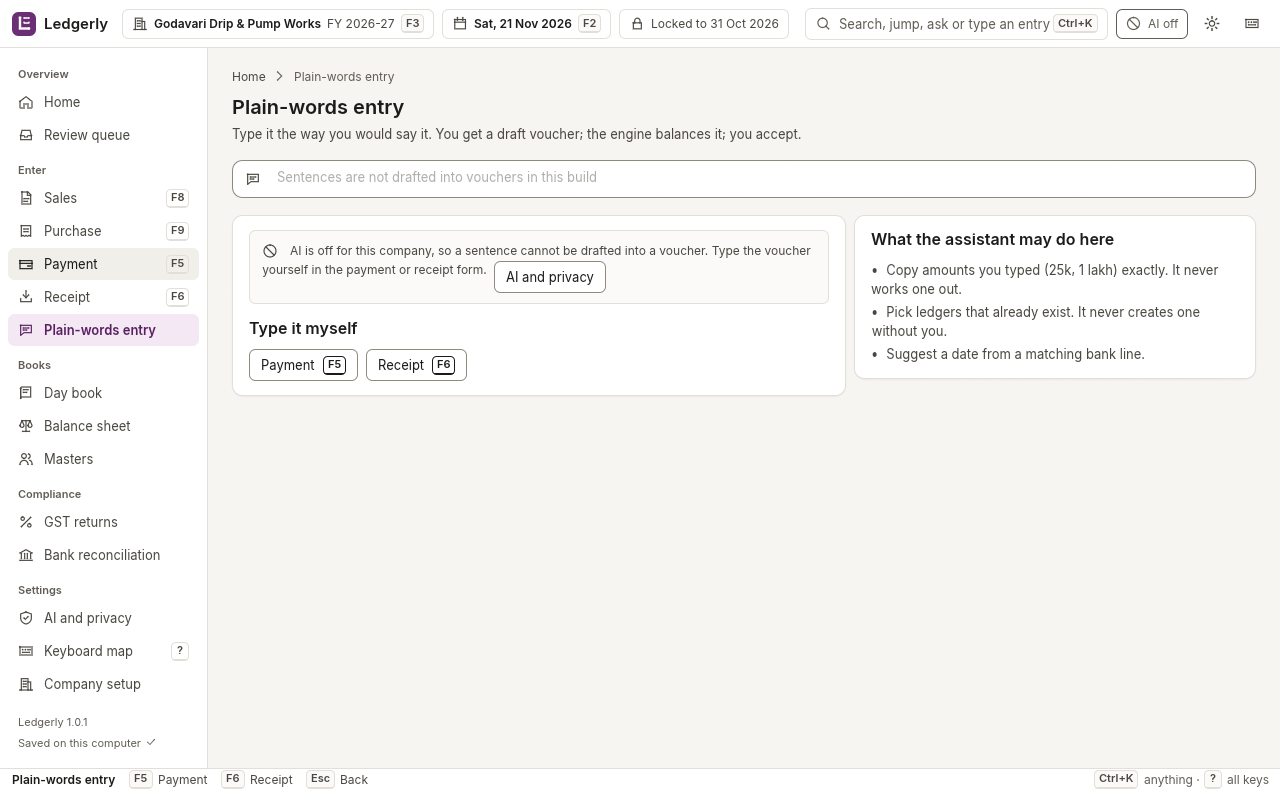 Ledgerly
Godavari Drip & Pump Works FY 2026-27 F3
Sat, 21 Nov 2026 F2
Locked to 31 Oct 2026
Search, jump, ask or type an entry Ctrl+K
AI off
Overview
Home
Review queue
Enter
Sales F8
Purchase F9
Payment F5
Receipt F6
Plain-words entry
Books
Day book
Balance sheet
Masters
Compliance
GST returns
Bank reconciliation
Settings
AI and privacy
Keyboard map ?
Company setup
Ledgerly 1.0.1
Saved on this computer
Home Plain-words entry
Plain-words entry
Type it the way you would say it. You get a draft voucher; the engine balances it; you accept.
Sentences are not drafted into vouchers in this build
AI is off for this company, so a sentence cannot be drafted into a voucher. Type the voucher
yourself in the payment or receipt form. AI and privacy
Type it myself
Payment F5 Receipt F6
What the assistant may do here
• Copy amounts you typed (25k, 1 lakh) exactly. It never
works one out.
• Pick ledgers that already exist. It never creates one
without you.
• Suggest a date from a matching bank line.
Plain-words entry F5 Payment F6 Receipt Esc Back
Ctrl+K anything · ? all keys